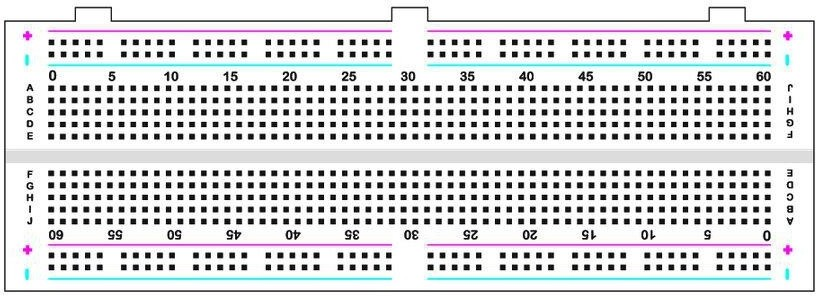 + +
- -
0 5 10 15 20 25 30 35 40 45 50 55 60
A J
B I
C H
D G
E F
F E
G D
H C
I B
J A
60 55 50 45 40 35 30 25 20 15 10 5 0
+ +
- -